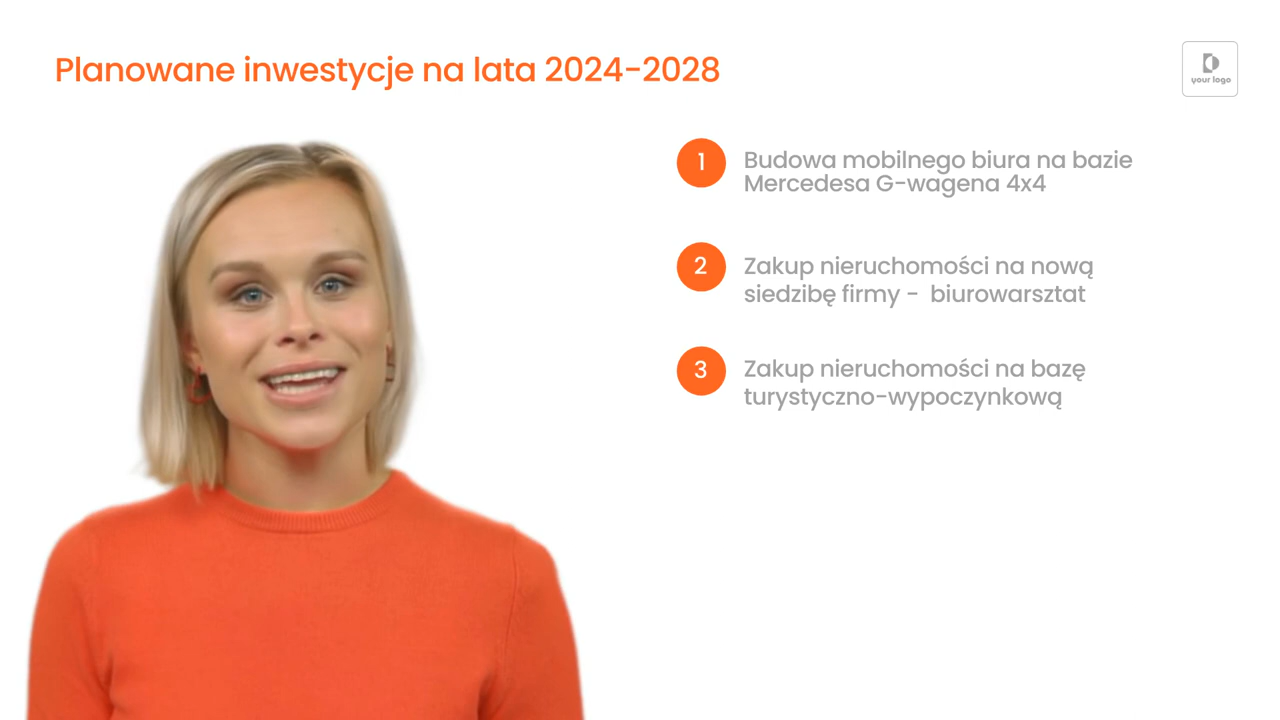 Planowane inwestycje na lata 2024-2028
your logo
1
Budowa mobilnego biura na bazie
Mercedesa G-wagena 4x4
2
Zakup nieruchomości na nową
siedzibę firmy - biurowarsztat
3
Zakup nieruchomości na bazę
turystyczno-wypoczynkową